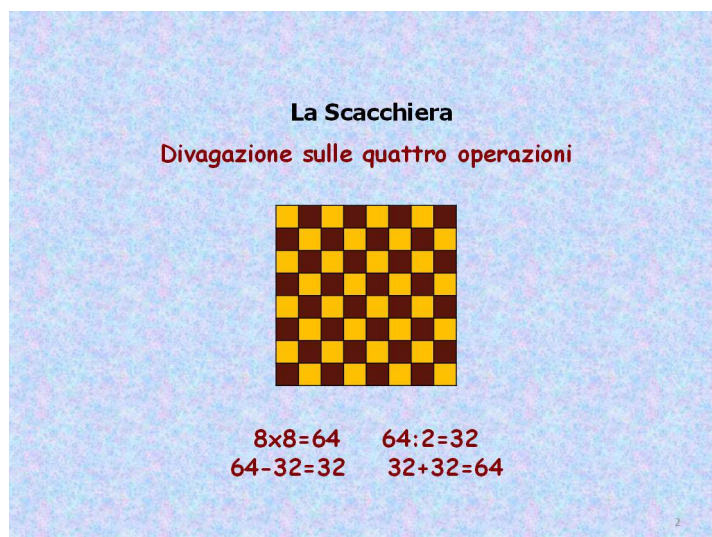 La Scacchiera
Divagazione sulle quattro operazioni
8x8=64 64:2=32
64-32=32 32+32=64
2